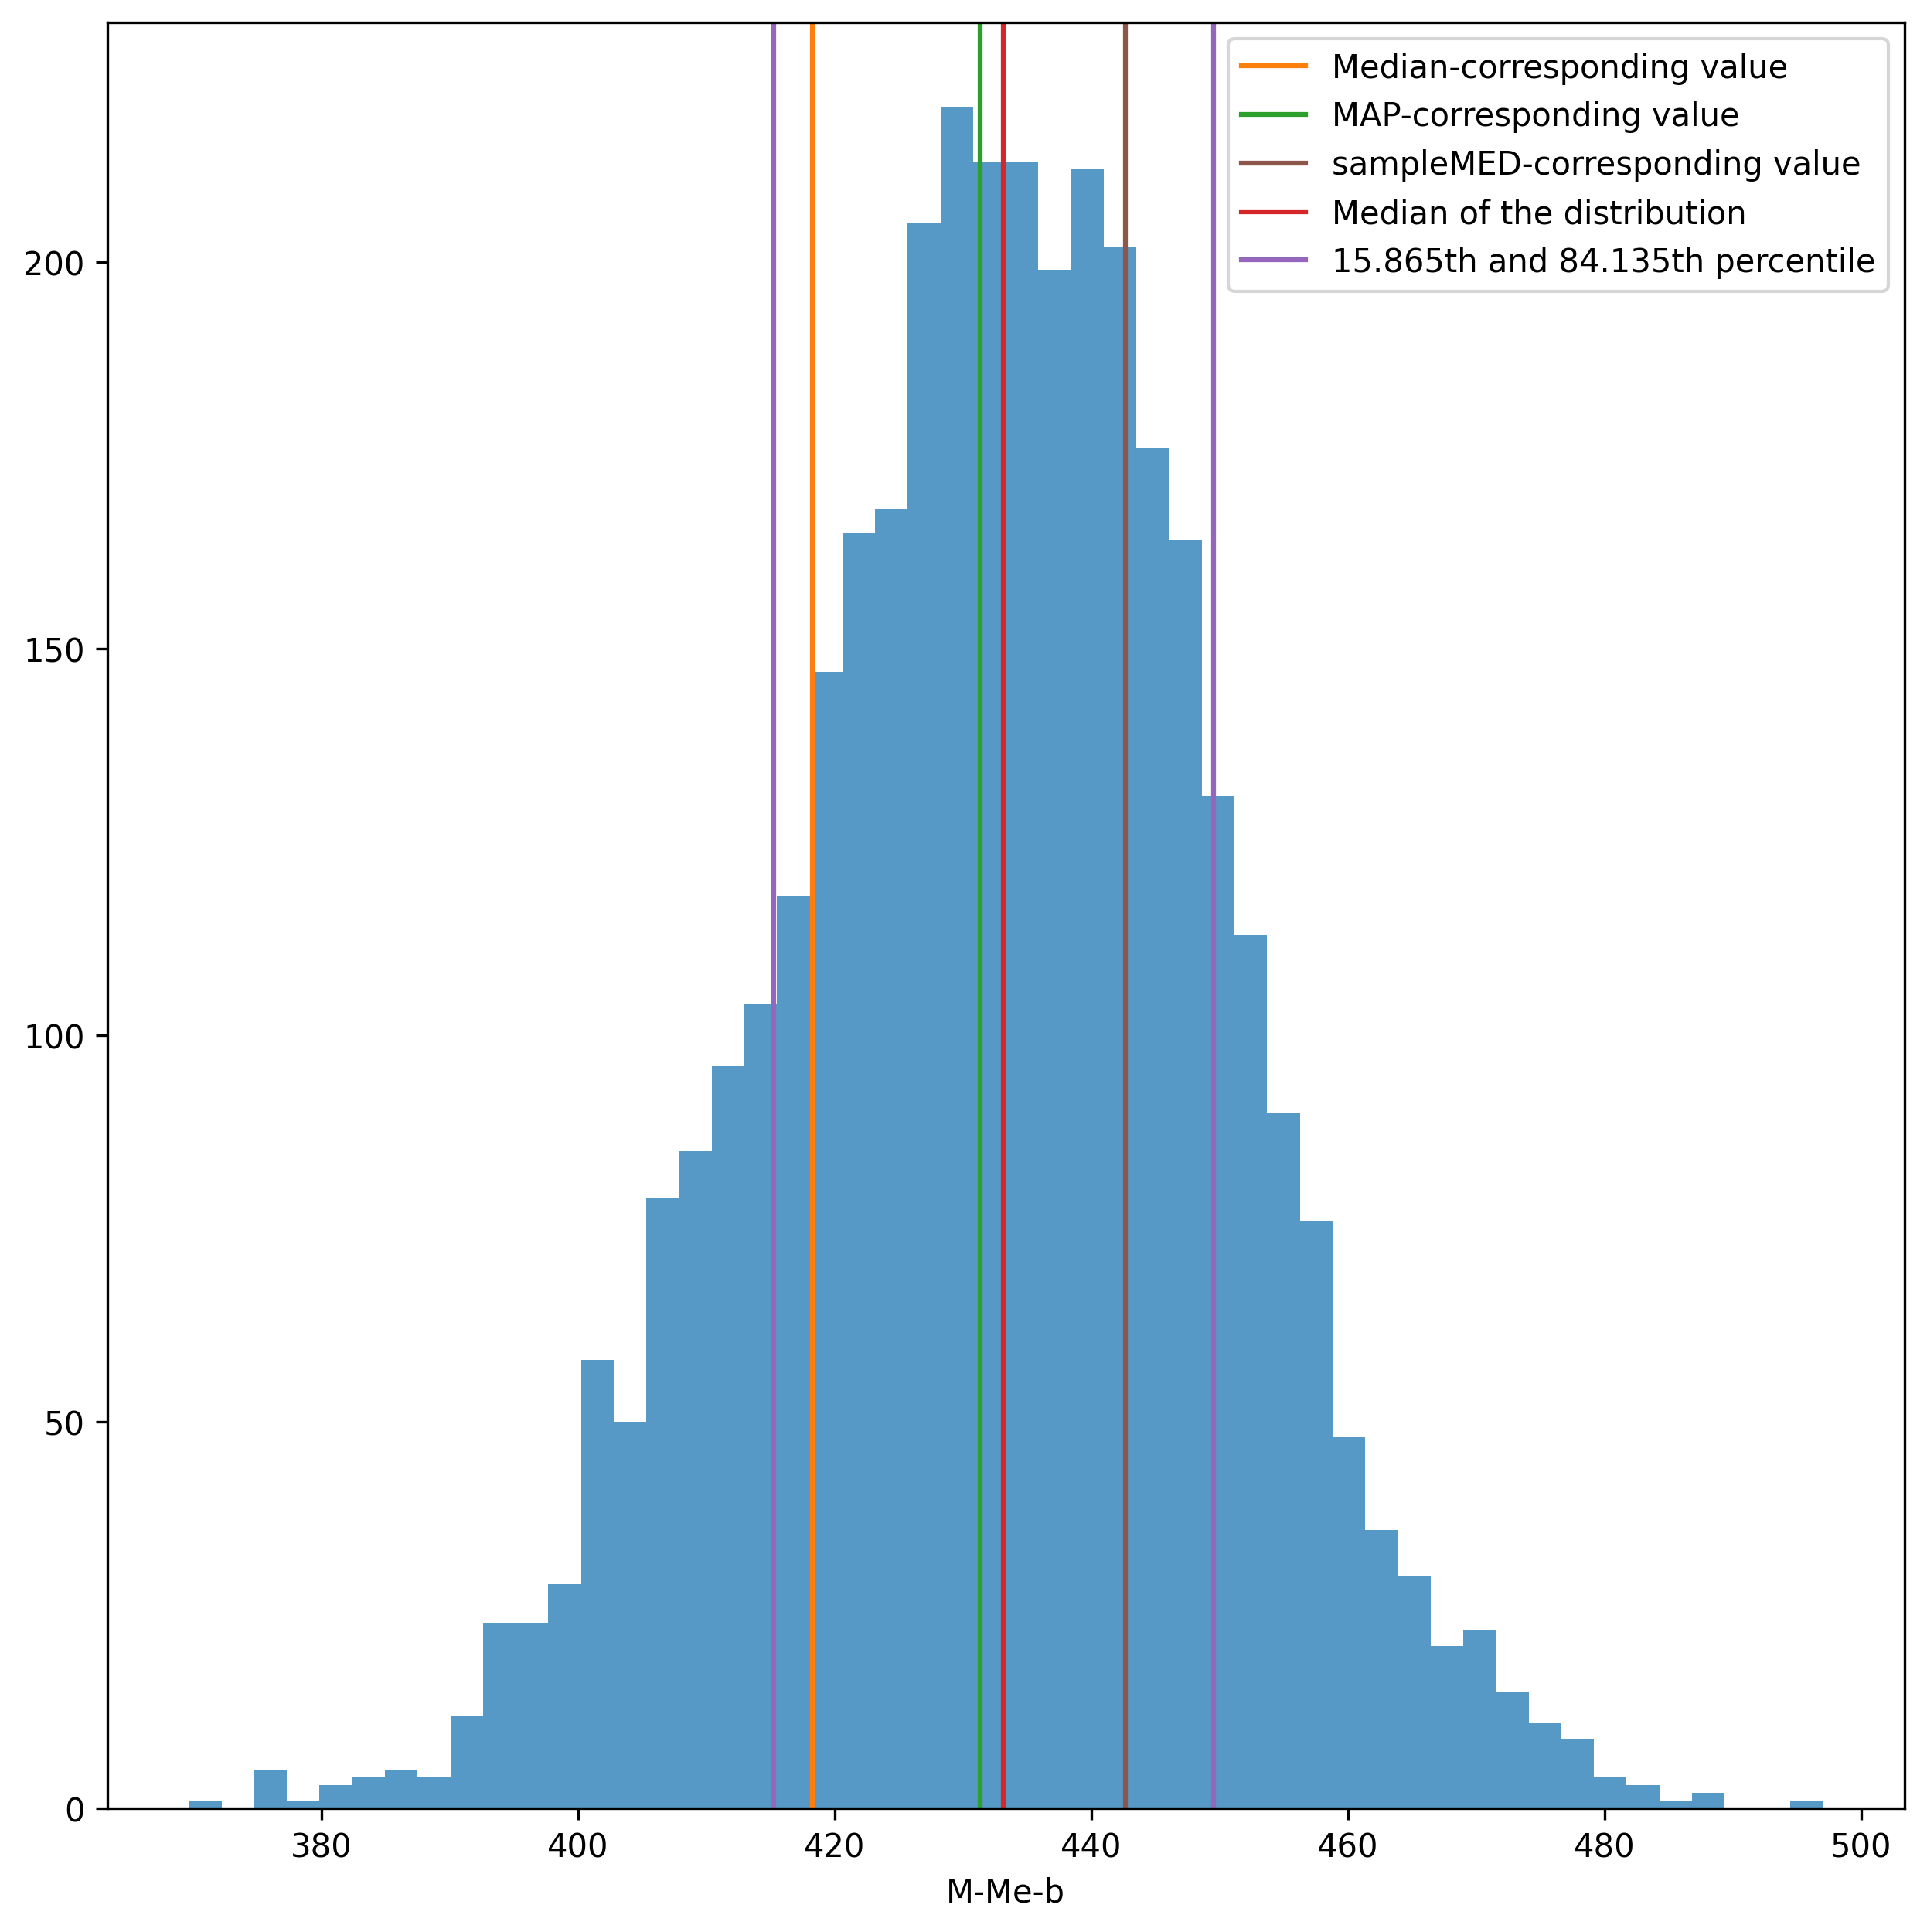 Median-corresponding value
MAP-corresponding value
sampleMED-corresponding value
Median of the distribution
15.865th and 84.135th percentile
200
150
100
50
0
380 400 420 440 460 480 500
M-Me-b